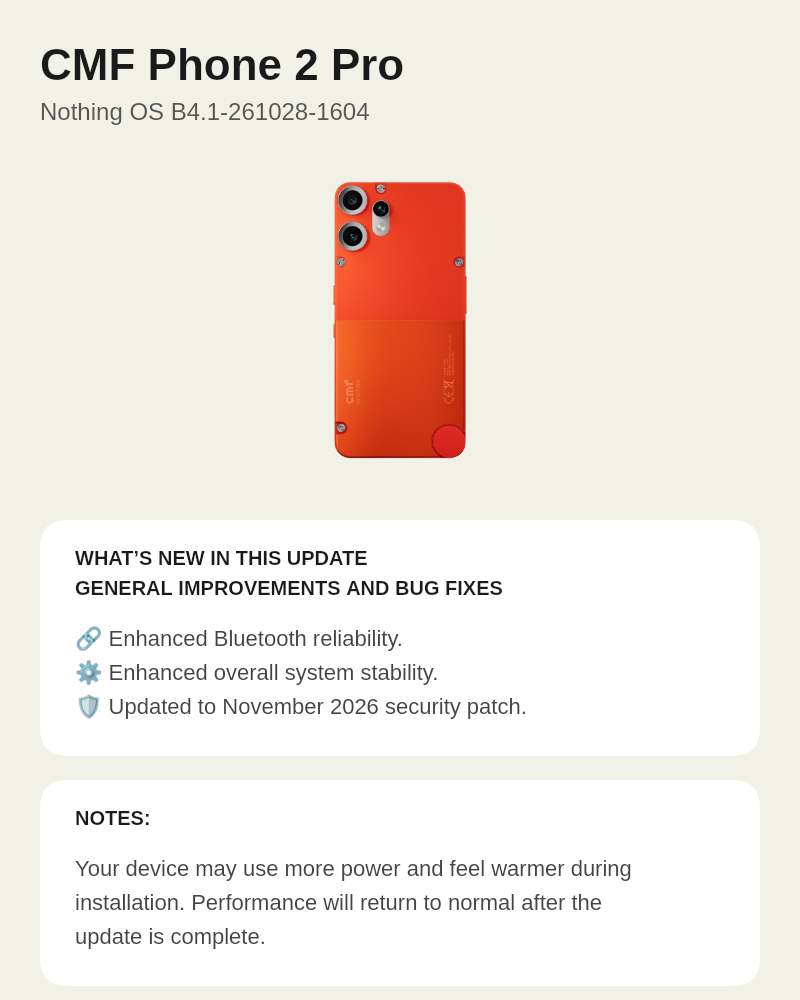 CMF Phone 2 Pro
Nothing OS B4.1-261028-1604
cmf
WHAT’S NEW IN THIS UPDATE
GENERAL IMPROVEMENTS AND BUG FIXES
🔗 Enhanced Bluetooth reliability.
⚙️ Enhanced overall system stability.
🛡️ Updated to November 2026 security patch.
NOTES:
Your device may use more power and feel warmer during
installation. Performance will return to normal after the
update is complete.